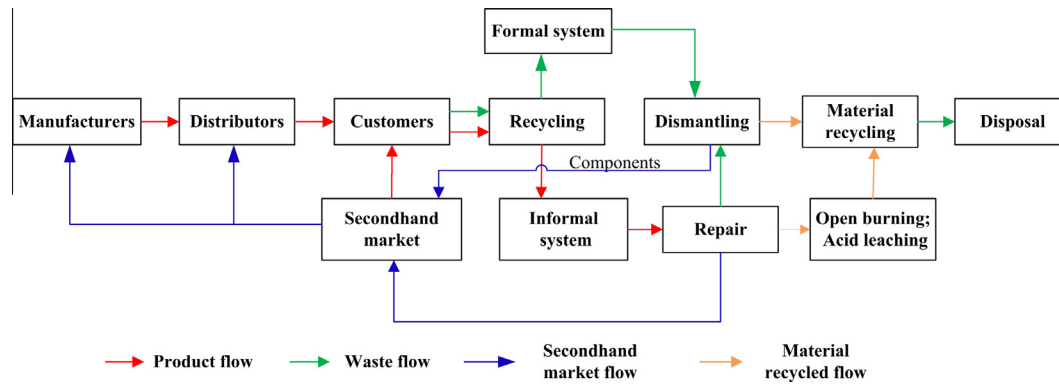 Formal system
Manufacturers
Distributors
Customers
Recycling
Dismantling
Material
recycling
Disposal
Components
Secondhand
market
Informal
system
Repair
Open burning;
Acid leaching
Product flow
Waste flow
Secondhand
market flow
Material
recycled flow